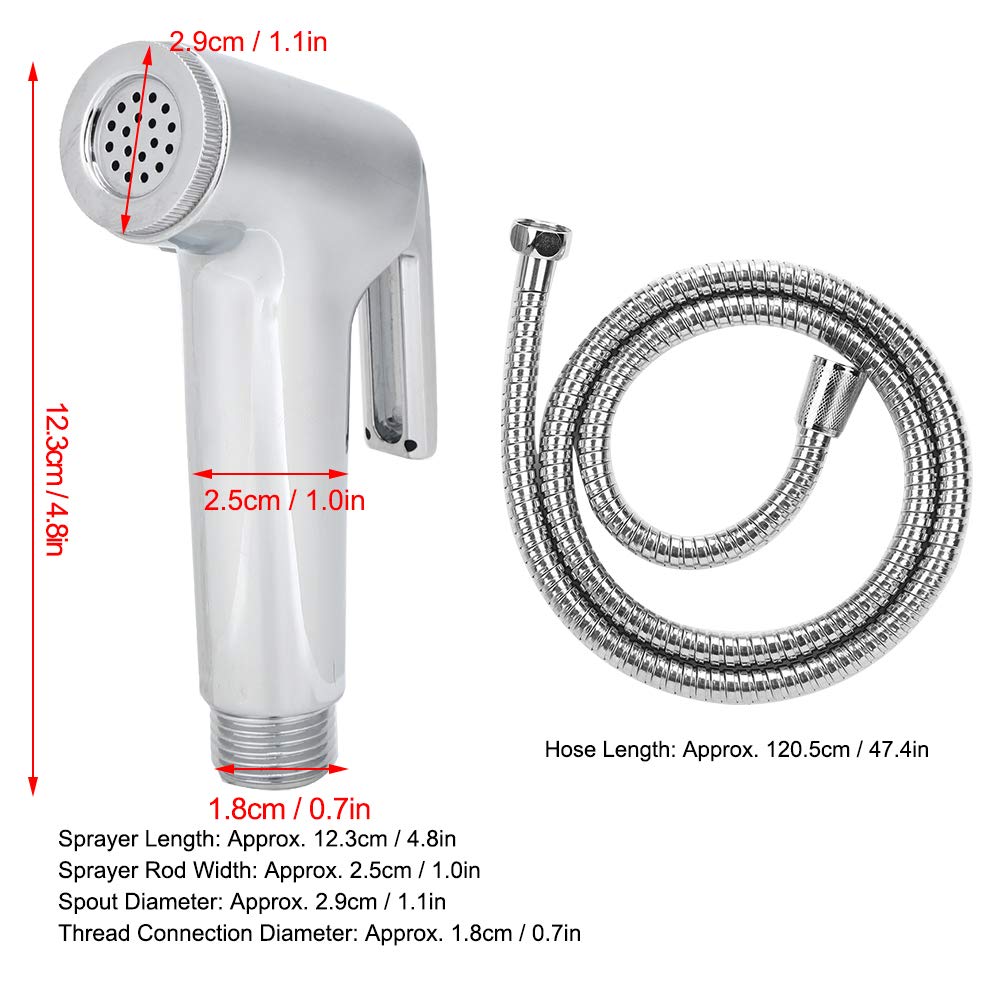 2.9cm / 1.1in
12.3cm / 4.8in
2.5cm / 1.0in
1.8cm / 0.7in
Hose Length: Approx. 120.5cm / 47.4in
Sprayer Length: Approx. 12.3cm / 4.8in
Sprayer Rod Width: Approx. 2.5cm / 1.0in
Spout Diameter: Approx. 2.9cm / 1.1in
Thread Connection Diameter: Approx. 1.8cm / 0.7in